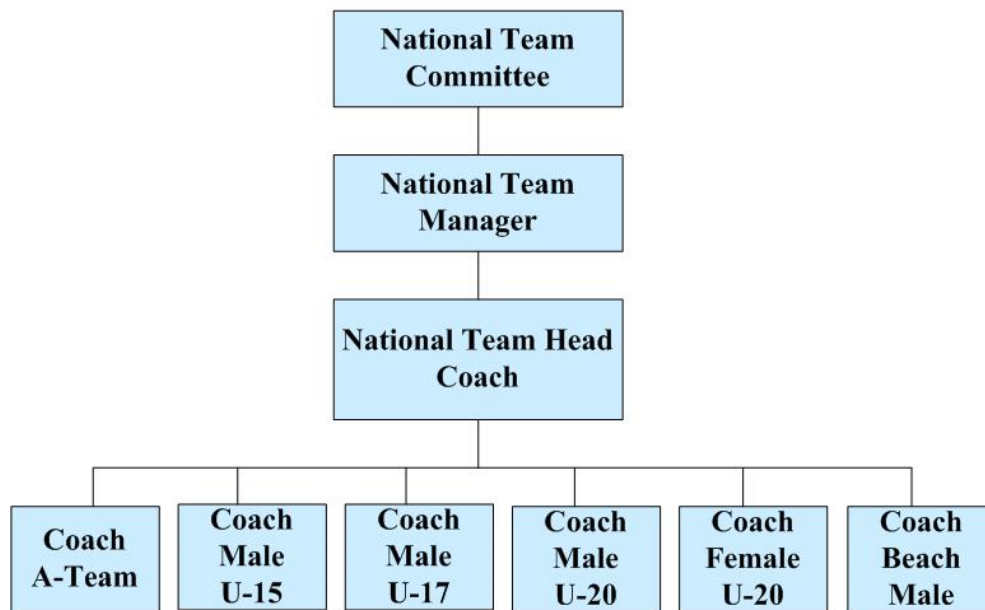 National Team
Committee
National Team
Manager
National Team Head
Coach
Coach
A-Team
Coach
Male
U-15
Coach
Male
U-17
Coach
Male
U-20
Coach
Female
U-20
Coach
Beach
Male